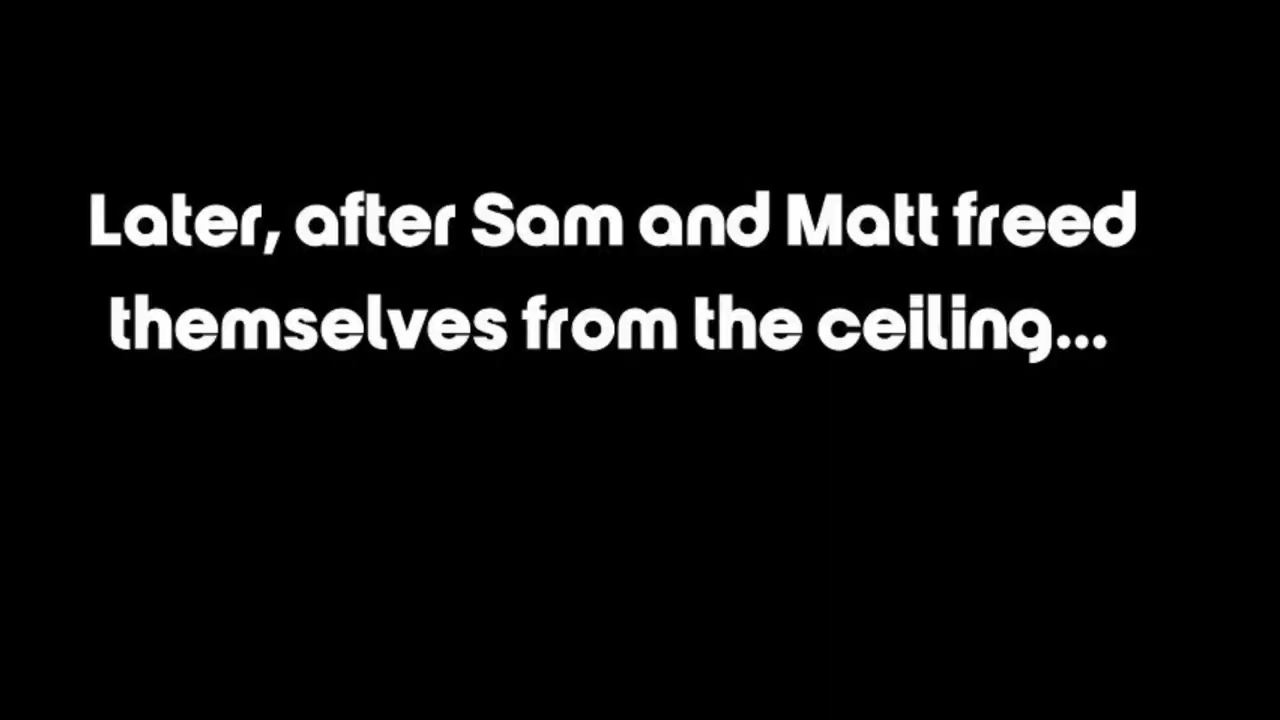 Later, after Sam and Matt freed
themselves from the ceiling...